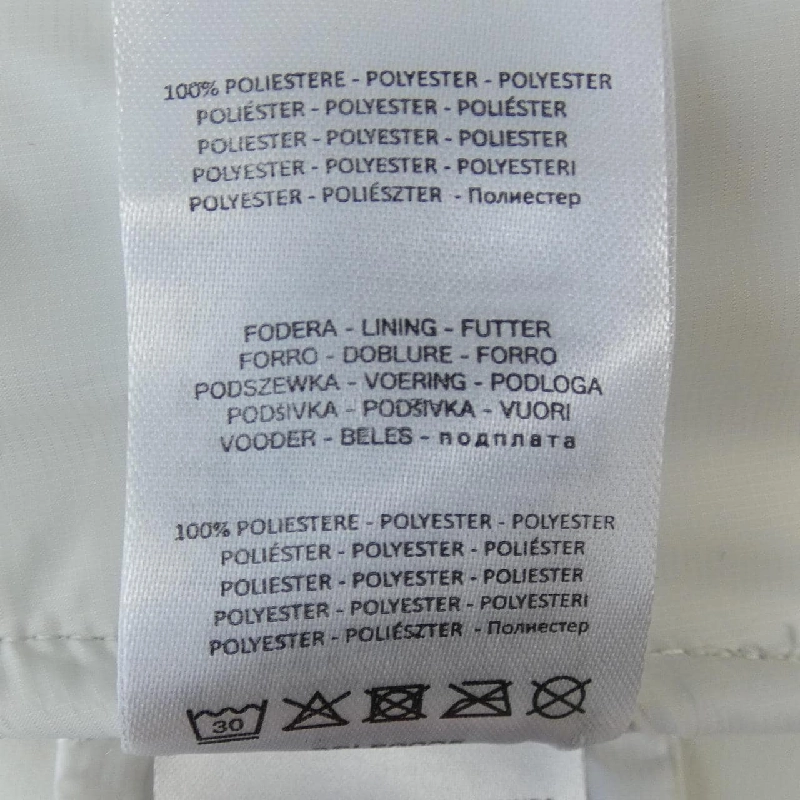 100% POLIESTERE - POLYESTER - POLYESTER
POLIÉSTER - POLYESTER - POLIÉSTER
POLIESTER - POLYESTER - POLIESTER
POLYESTER - POLYESTER - POLYESTERI
POLYESTER - POLIÉSZTER - Полиестер
FODERA - LINING - FUTTER
FORRO - DOBLURE - FORRO
PODSZEWKA - VOERING - PODLOGA
PODšIVKA - PODšIVKA - VUORI
VOODER - BELES - подплата
100% POLIESTERE - POLYESTER - POLYESTER
POLIÉSTER - POLYESTER - POLIÉSTER
POLIESTER - POLYESTER - POLIESTER
POLYESTER - POLYESTER - POLYESTERI
POLYESTER - POLIÉSZTER - Полиестер
30